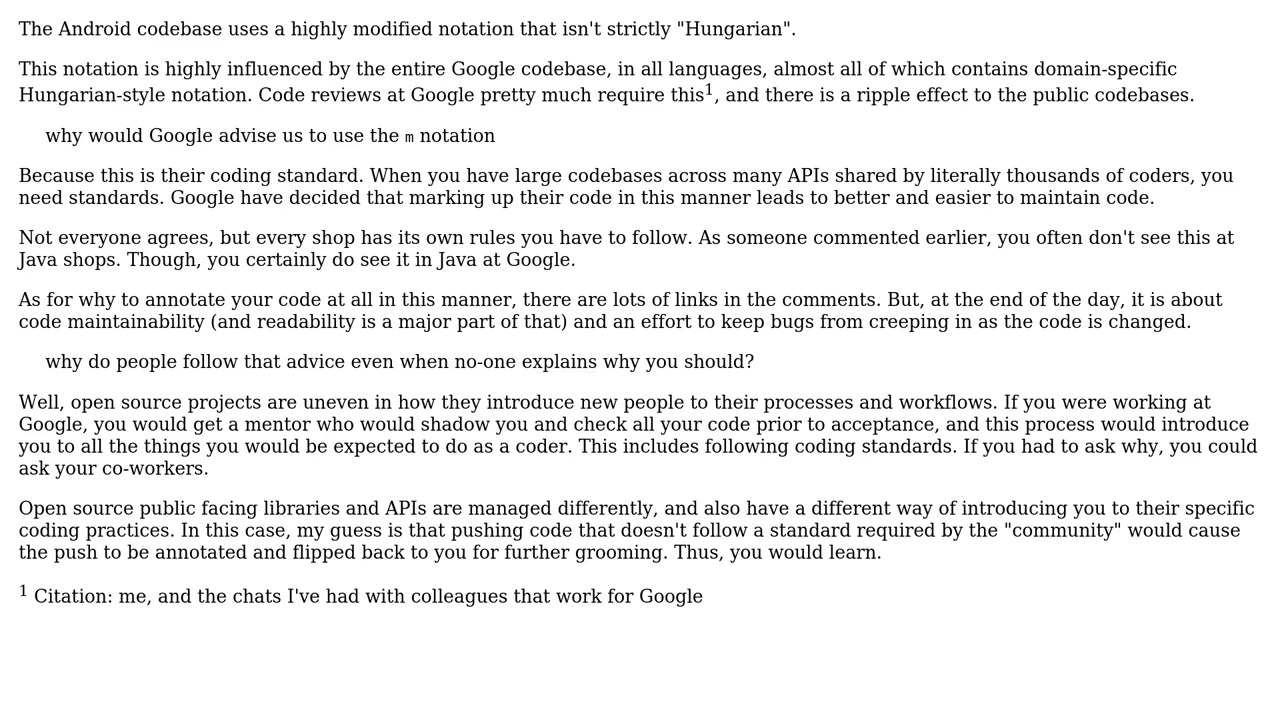 The Android codebase uses a highly modified notation that isn't strictly "Hungarian".
This notation is highly influenced by the entire Google codebase, in all languages, almost all of which contains domain-specific
Hungarian-style notation. Code reviews at Google pretty much require this1, and there is a ripple effect to the public codebases.
why would Google advise us to use the m notation
Because this is their coding standard. When you have large codebases across many APIs shared by literally thousands of coders, you
need standards. Google have decided that marking up their code in this manner leads to better and easier to maintain code.
Not everyone agrees, but every shop has its own rules you have to follow. As someone commented earlier, you often don't see this at
Java shops. Though, you certainly do see it in Java at Google.
As for why to annotate your code at all in this manner, there are lots of links in the comments. But, at the end of the day, it is about
code maintainability (and readability is a major part of that) and an effort to keep bugs from creeping in as the code is changed.
why do people follow that advice even when no-one explains why you should?
Well, open source projects are uneven in how they introduce new people to their processes and workflows. If you were working at
Google, you would get a mentor who would shadow you and check all your code prior to acceptance, and this process would introduce
you to all the things you would be expected to do as a coder. This includes following coding standards. If you had to ask why, you could
ask your co-workers.
Open source public facing libraries and APIs are managed differently, and also have a different way of introducing you to their specific
coding practices. In this case, my guess is that pushing code that doesn't follow a standard required by the "community" would cause
the push to be annotated and flipped back to you for further grooming. Thus, you would learn.
1 Citation: me, and the chats I've had with colleagues that work for Google